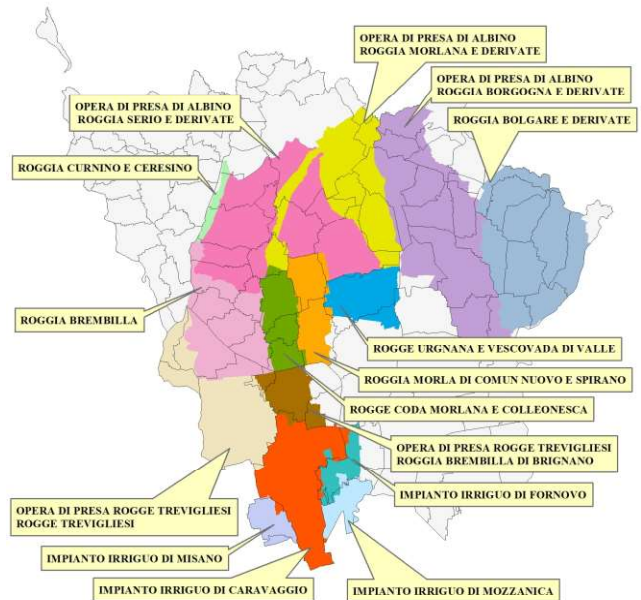 OPERA DI PRESA DI ALBINO
ROGGIA MORLANA E DERIVATE
OPERA DI PRESA DI ALBINO
ROGGIA BORGOGNA E DERIVATE
OPERA DI PRESA DI ALBINO
ROGGIA SERIO E DERIVATE
ROGGIA BOLGARE E DERIVATE
ROGGIA CURNINO E CERESINO
ROGGIA BREMBILLA
ROGGE URGNANA E VESCOVADA DI VALLE
ROGGIA MORLA DI COMUN NUOVO E SPIRANO
ROGGE CODA MORLANA E COLLEONESCA
OPERA DI PRESA ROGGE TREVIGLIESI
ROGGIA BREMBILLA DI BRIGNANO
IMPIANTO IRRIGUO DI FORNOVO
OPERA DI PRESA ROGGE TREVIGLIESI
ROGGE TREVIGLIESI
IMPIANTO IRRIGUO DI MISANO
IMPIANTO IRRIGUO DI CARAVAGGIO
IMPIANTO IRRIGUO DI MOZZANICA